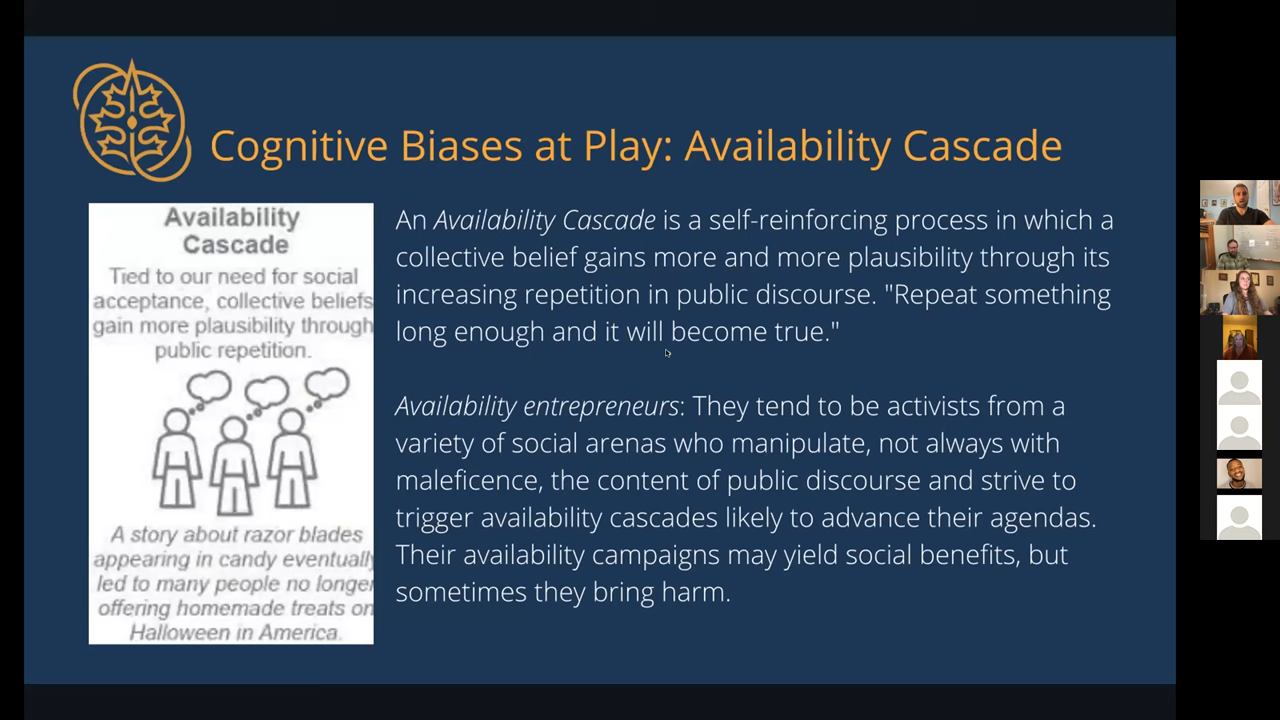 Cognitive Biases at Play: Availability Cascade
Availability
Cascade
Tied to our need for social
acceptance, collective beliefs
gain more plausibility through
public repetition.
A story about razor blades
appearing in candy eventually
led to many people no longer
offering homemade treats on
Halloween in America.
An Availability Cascade is a self-reinforcing process in which a
collective belief gains more and more plausibility through its
increasing repetition in public discourse. "Repeat something
long enough and it will become true."
Availability entrepreneurs: They tend to be activists from a
variety of social arenas who manipulate, not always with
maleficence, the content of public discourse and strive to
trigger availability cascades likely to advance their agendas.
Their availability campaigns may yield social benefits, but
sometimes they bring harm.